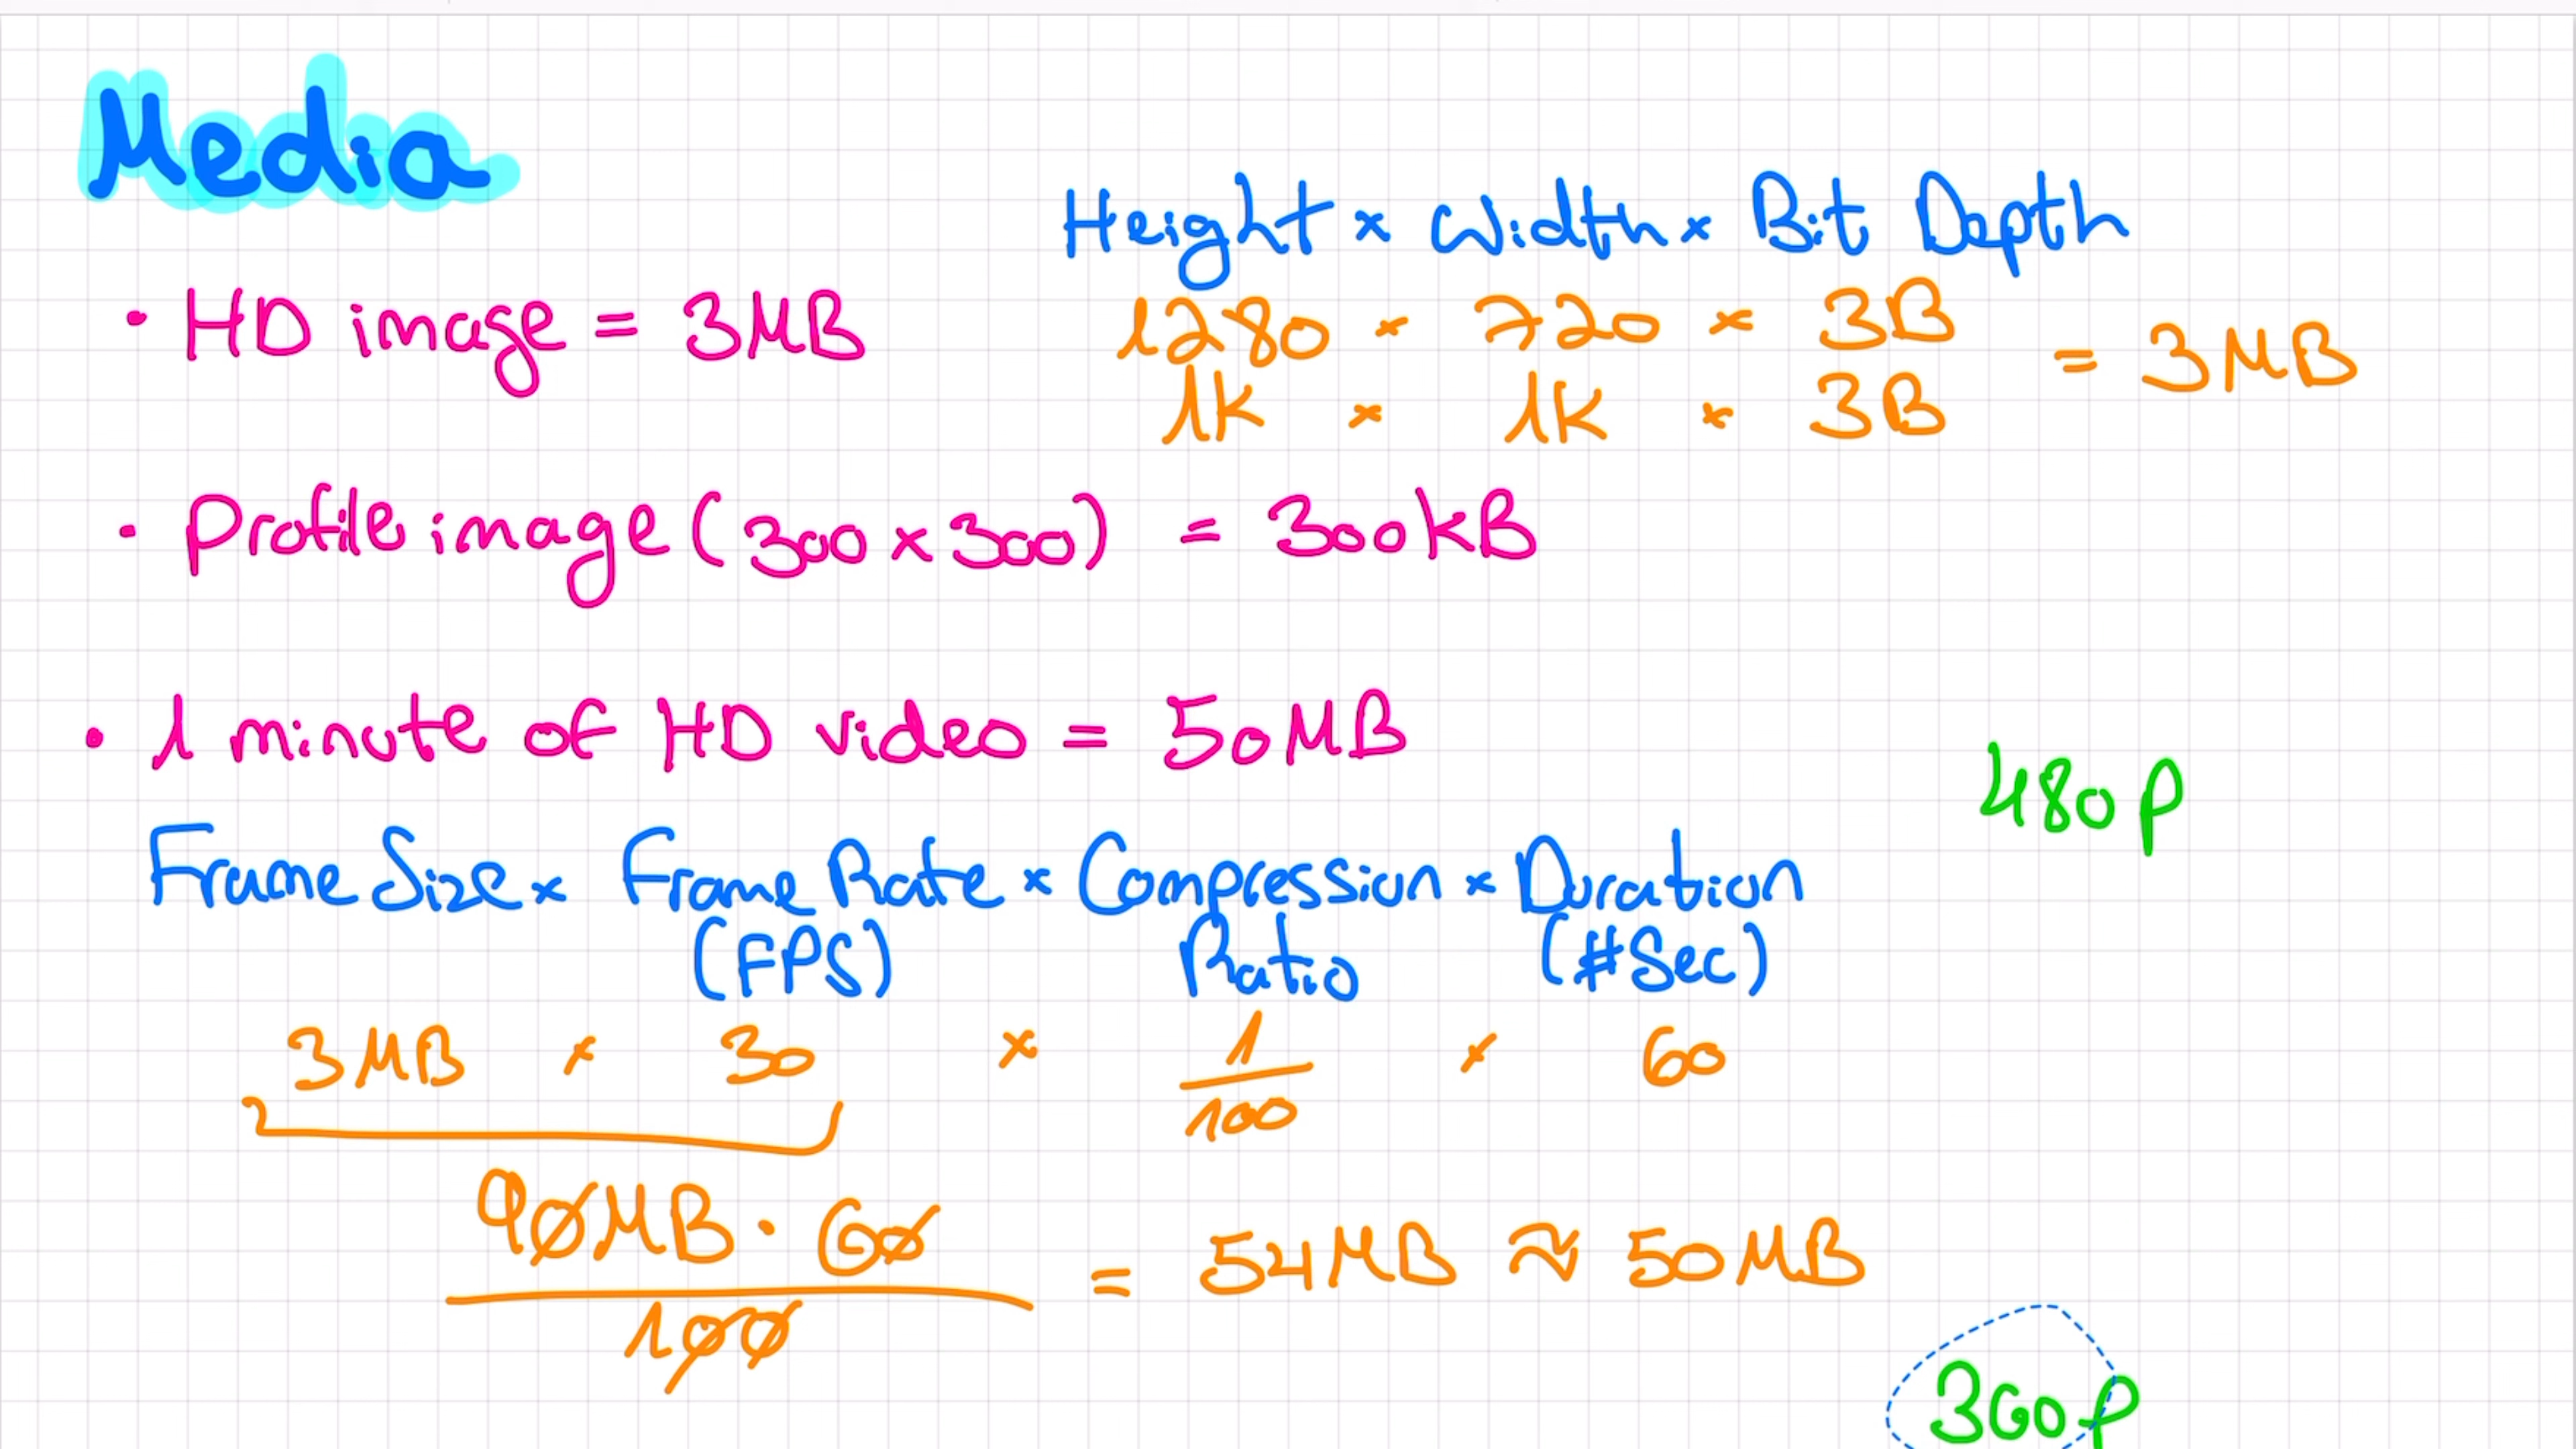 Media
Height × Width × Bit Depth
• HD image = 3MB
1280 × 720 × 3B
1K × 1K × 3B = 3MB
• Profile image (300 × 300) = 300kB
• 1 minute of HD video = 50MB
480p
Frame Size × Frame Rate × Compression × Duration
(FPS) Ratio (#Sec)
3MB × 30 × 1/100 × 60
90MB · 60
100
= 54MB ≈ 50MB
360p